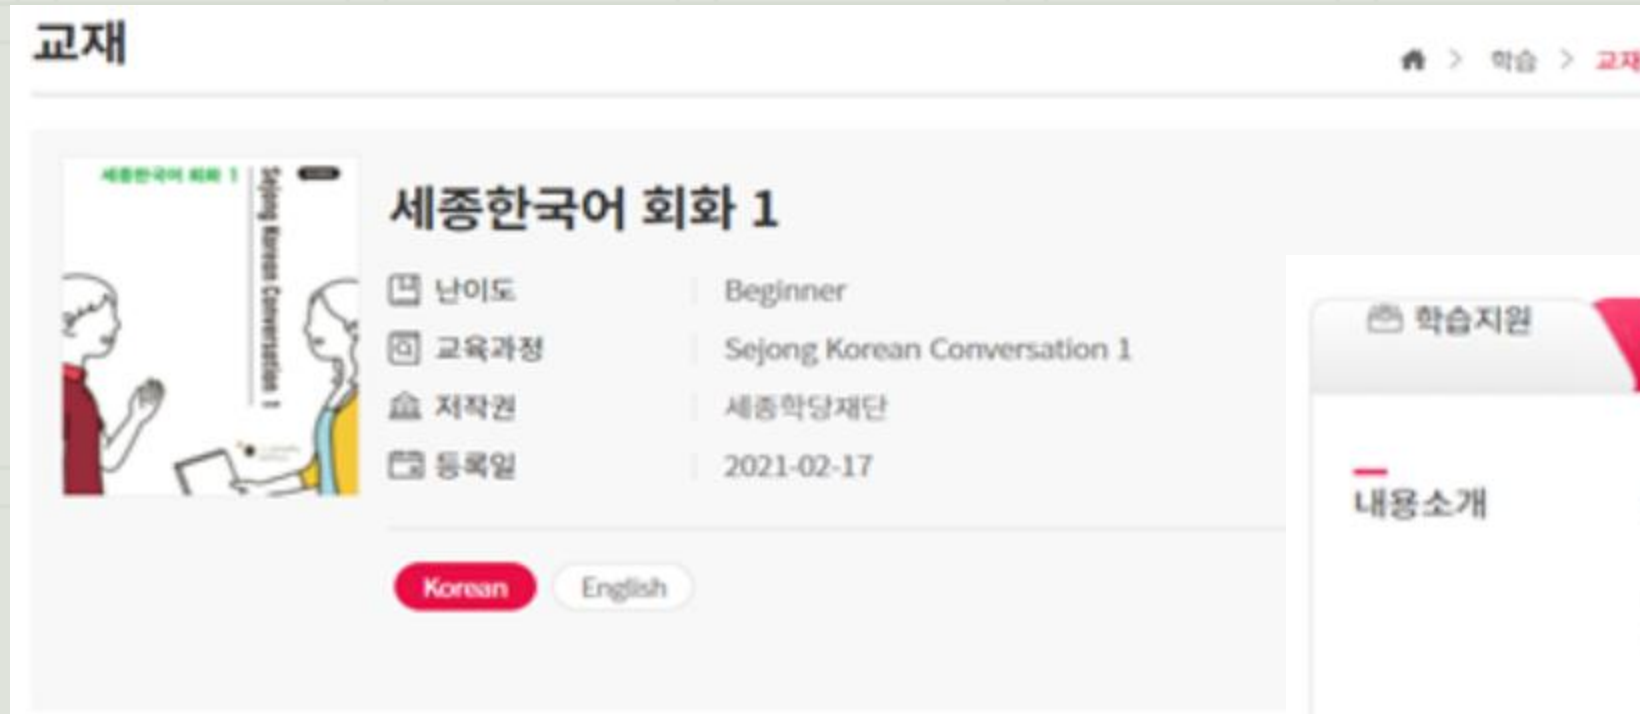 교재
학습 > 교재
세종한국어 회화 1
Sejong Korean Conversation 1
세종한국어 회화 1
난이도 Beginner
교육과정 Sejong Korean Conversation 1
저작권 세종학당재단
등록일 2021-02-17
Korean English
학습지원
내용소개